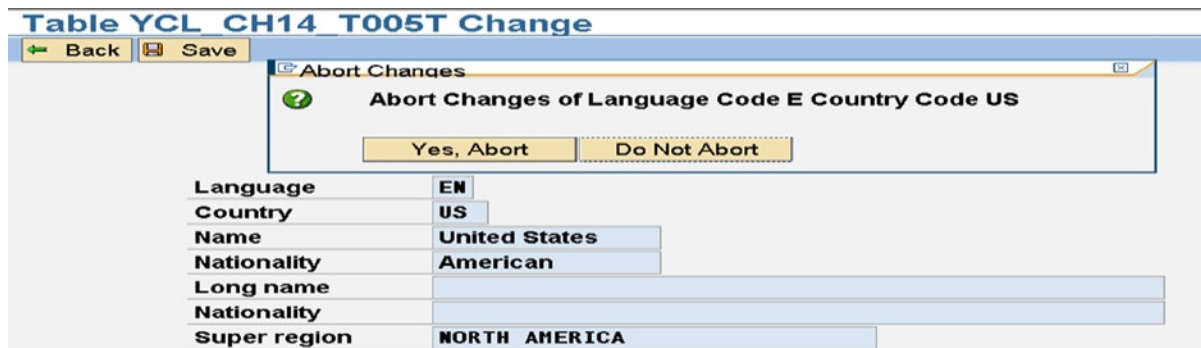 Table YCL_CH14_T005T Change
Back Save
Abort Changes
Abort Changes of Language Code E Country Code US
Yes, Abort Do Not Abort
Language EN
Country US
Name United States
Nationality American
Long name
Nationality
Super region NORTH AMERICA